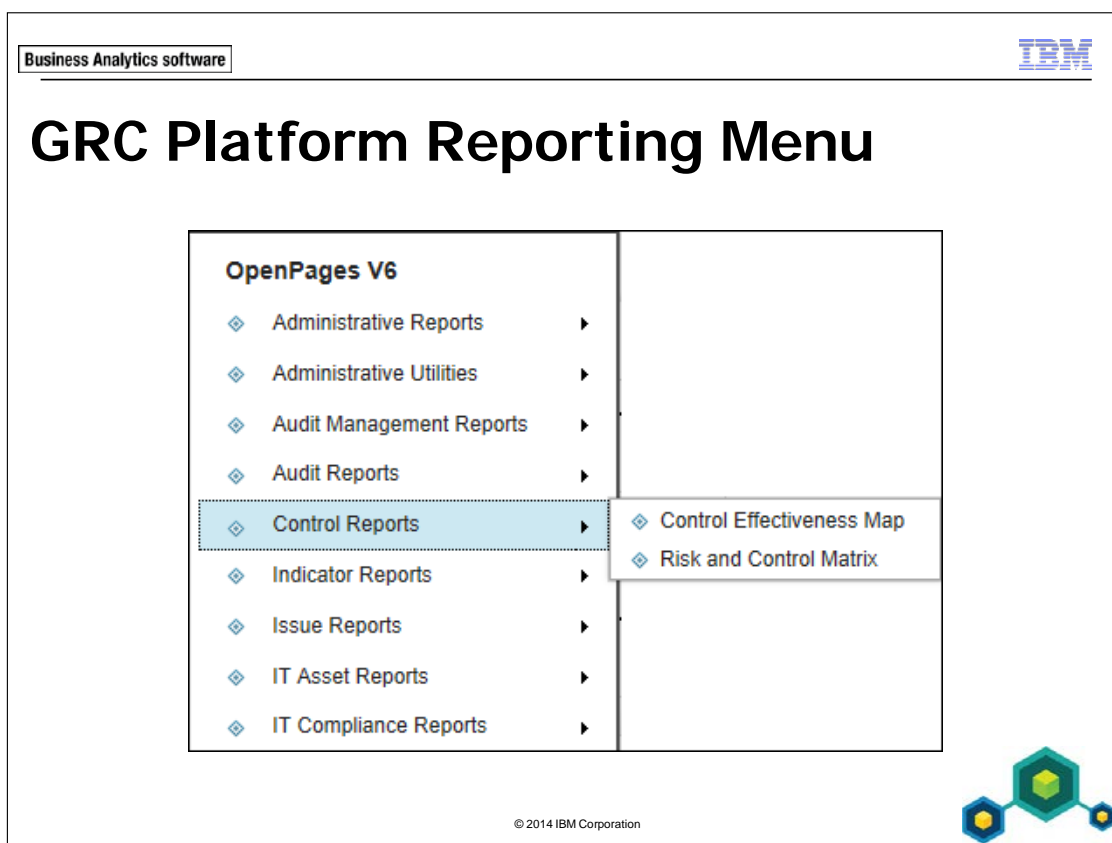 Business Analytics software
IBM
GRC Platform Reporting Menu
OpenPages V6
Administrative Reports
Administrative Utilities
Audit Management Reports
Audit Reports
Control Reports
Control Effectiveness Map
Risk and Control Matrix
Indicator Reports
Issue Reports
IT Asset Reports
IT Compliance Reports
© 2014 IBM Corporation